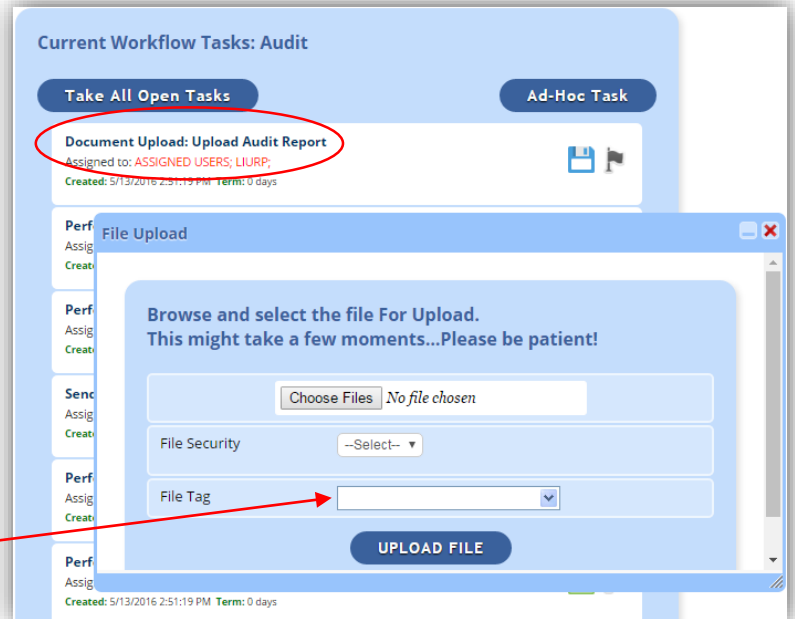 Current Workflow Tasks: Audit
Take All Open Tasks
Ad-Hoc Task
Document Upload: Upload Audit Report
Assigned to: ASSIGNED USERS; LIURP;
Created: 5/13/2016 2:51:19 PM Term: 0 days
Perf
Assig
Creat
File Upload
Browse and select the file For Upload.
This might take a few moments...Please be patient!
Perf
Assig
Creat
Choose Files No file chosen
Send
Assig
Creat
File Security
--Select--
Perf
Assig
Creat
File Tag
UPLOAD FILE
Perf
Assig
Created: 5/13/2016 2:51:19 PM Term: 0 days